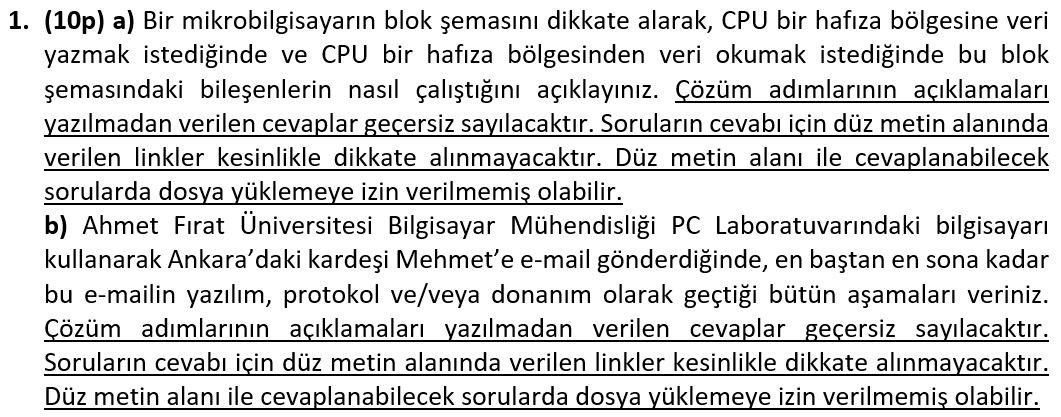 1. (10p) a) Bir mikrobilgisayarın blok şemasını dikkate alarak, CPU bir hafıza bölgesine veri
yazmak istediğinde ve CPU bir hafıza bölgesinden veri okumak istediğinde bu blok
şemasındaki bileşenlerin nasıl çalıştığını açıklayınız. Çözüm adımlarının açıklamaları
yazılmadan verilen cevaplar geçersiz sayılacaktır. Soruların cevabı için düz metin alanında
verilen linkler kesinlikle dikkate alınmayacaktır. Düz metin alanı ile cevaplanabilecek
sorularda dosya yüklemeye izin verilmemiş olabilir.
b) Ahmet Fırat Üniversitesi Bilgisayar Mühendisliği PC Laboratuvarındaki bilgisayarı
kullanarak Ankara’daki kardeşi Mehmet’e e-mail gönderdiğinde, en baştan en sona kadar
bu e-mailin yazılım, protokol ve/veya donanım olarak geçtiği bütün aşamaları veriniz.
Çözüm adımlarının açıklamaları yazılmadan verilen cevaplar geçersiz sayılacaktır.
Soruların cevabı için düz metin alanında verilen linkler kesinlikle dikkate alınmayacaktır.
Düz metin alanı ile cevaplanabilecek sorularda dosya yüklemeye izin verilmemiş olabilir.